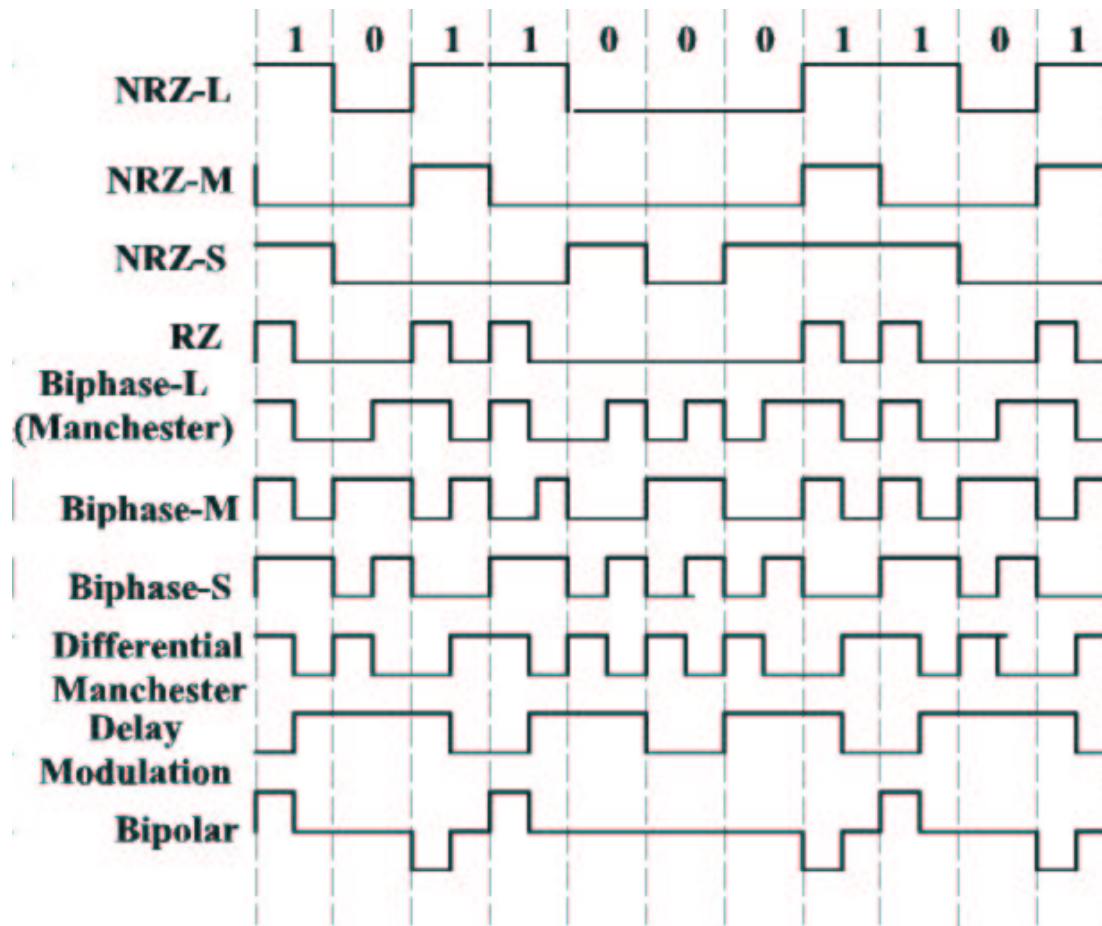 1 0 1 1 0 0 0 1 1 0 1
NRZ-L
NRZ-M
NRZ-S
RZ
Biphase-L
(Manchester)
Biphase-M
Biphase-S
Differential
Manchester
Delay
Modulation
Bipolar